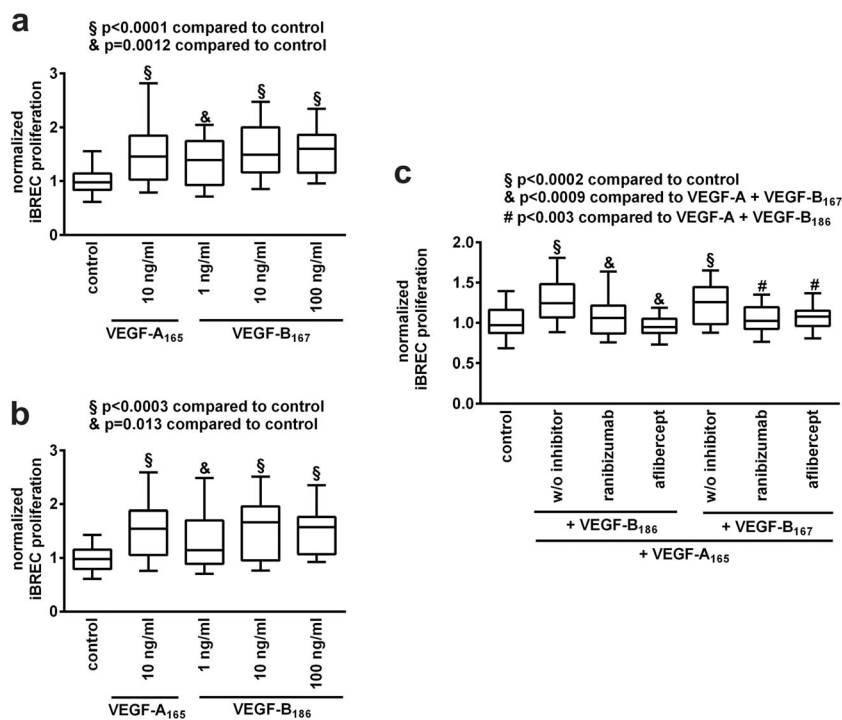 a
§ p<0.0001 compared to control
& p=0.0012 compared to control
normalized
iBREC proliferation
3
2
1
0
§
&
§
§
control
10 ng/ml
1 ng/ml
10 ng/ml
100 ng/ml
VEGF-A₁₆₅
VEGF-B₁₆₇
b
§ p<0.0003 compared to control
& p=0.013 compared to control
normalized
iBREC proliferation
3
2
1
0
§
&
§
§
control
10 ng/ml
1 ng/ml
10 ng/ml
100 ng/ml
VEGF-A₁₆₅
VEGF-B₁₈₆
c
§ p<0.0002 compared to control
& p<0.0009 compared to VEGF-A + VEGF-B₁₆₇
# p<0.003 compared to VEGF-A + VEGF-B₁₈₆
normalized
iBREC proliferation
2.0
1.5
1.0
0.5
0.0
§
&
&
§
#
#
control
w/o inhibitor
ranibizumab
aflibercept
w/o inhibitor
ranibizumab
aflibercept
+ VEGF-B₁₈₆
+ VEGF-B₁₆₇
+ VEGF-A₁₆₅